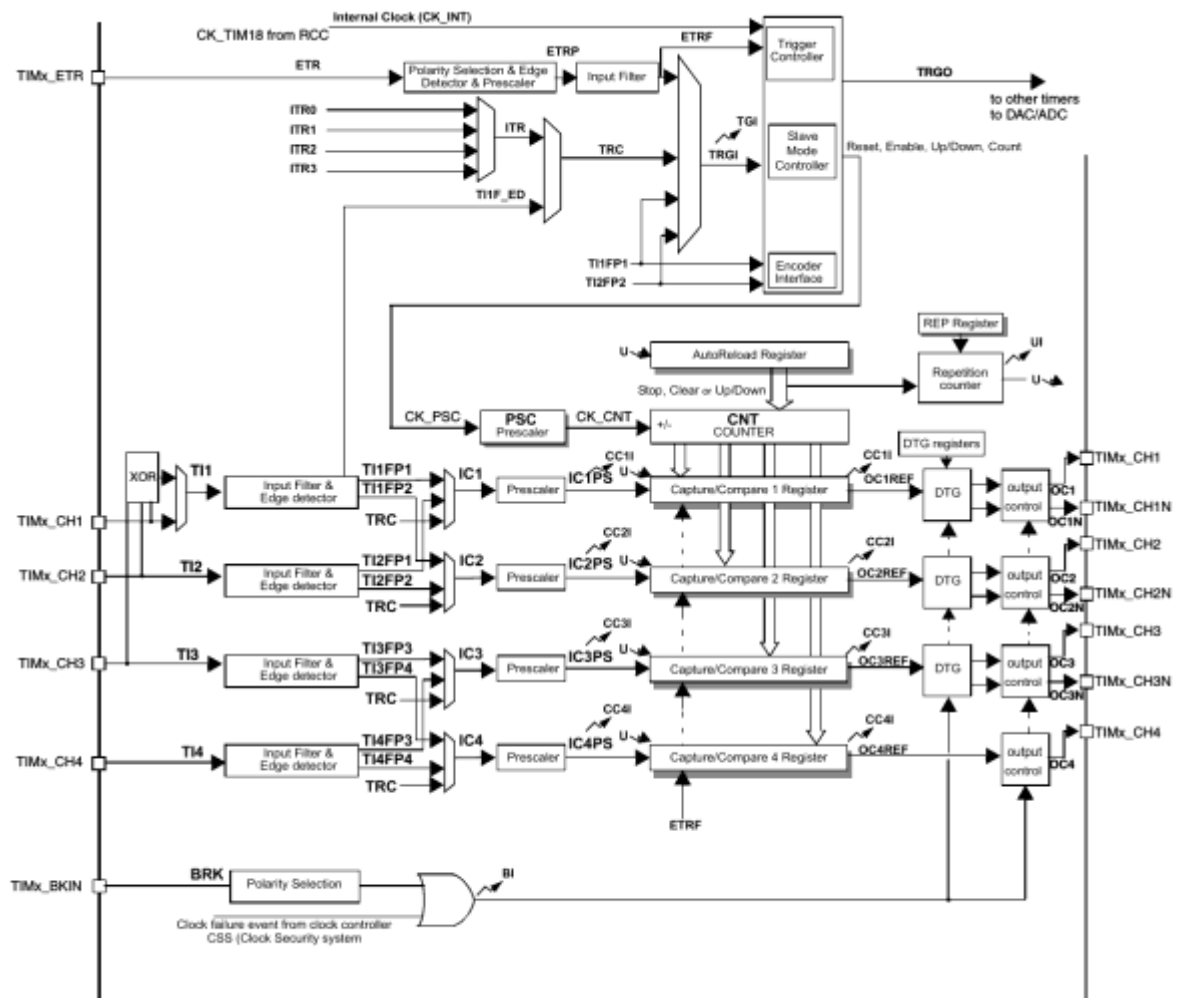 Internal Clock (CK_INT)
CK_TIM18 from RCC
TIMx_ETR
ETR
Polarity Selection & Edge
Detector & Prescaler
ETRP
Input Filter
ETRF
Trigger
Controller
TRGO
to other timers
to DAC/ADC
ITR0
ITR1
ITR2
ITR3
ITR
TI1F_ED
TRC
TGI
TRGI
Slave
Mode
Controller
Reset, Enable, Up/Down, Count
TI1FP1
TI2FP2
Encoder
Interface
REP Register
UI
Repetition
counter
U
U
AutoReload Register
Stop, Clear or Up/Down
CK_PSC
PSC
Prescaler
CK_CNT
+/-
CNT
COUNTER
DTG registers
XOR
TI1
TIMx_CH1
Input Filter &
Edge detector
TI1FP1
TI1FP2
TRC
IC1
Prescaler
IC1PS
CC1I
U
Capture/Compare 1 Register
CC1I
OC1REF
DTG
output
control
OC1
OC1N
TIMx_CH1
TIMx_CH1N
TIMx_CH2
TI2
Input Filter &
Edge detector
TI2FP1
TI2FP2
TRC
IC2
Prescaler
IC2PS
CC2I
U
Capture/Compare 2 Register
CC2I
OC2REF
DTG
output
control
OC2
OC2N
TIMx_CH2
TIMx_CH2N
TIMx_CH3
TI3
Input Filter &
Edge detector
TI3FP3
TI3FP4
TRC
IC3
Prescaler
IC3PS
CC3I
U
Capture/Compare 3 Register
CC3I
OC3REF
DTG
output
control
OC3
OC3N
TIMx_CH3
TIMx_CH3N
TIMx_CH4
TI4
Input Filter &
Edge detector
TI4FP3
TI4FP4
TRC
IC4
Prescaler
IC4PS
CC4I
U
Capture/Compare 4 Register
CC4I
OC4REF
output
control
OC4
TIMx_CH4
ETRF
TIMx_BKIN
BRK
Polarity Selection
BI
Clock failure event from clock controller
CSS (Clock Security system